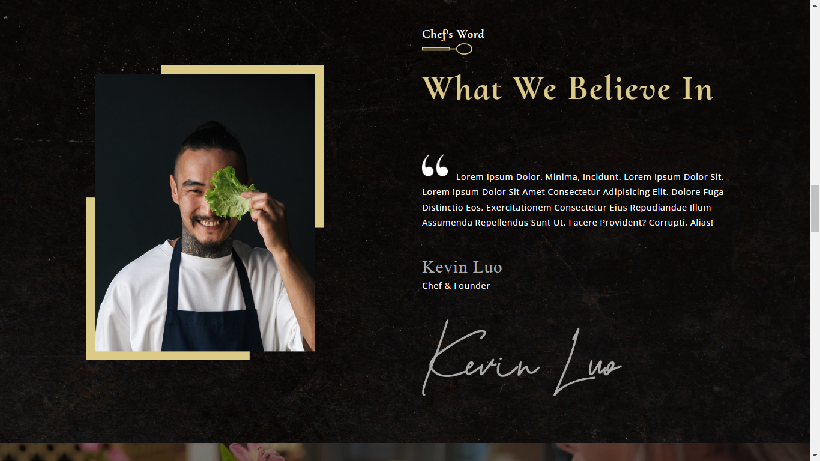 Chef's Word
What We Believe In
“ Lorem Ipsum Dolor. Minima, Incidunt. Lorem Ipsum Dolor Sit.
Lorem Ipsum Dolor Sit Amet Consectetur Adipisicing Elit. Dolore Fuga
Distinctio Eos. Exercitationem Consectetur Eius Repudiandae Illum
Assumenda Repellendus Sunt Ut. Facere Provident? Corrupti. Alias!
Kevin Luo
Chef & Founder
Kevin Luo